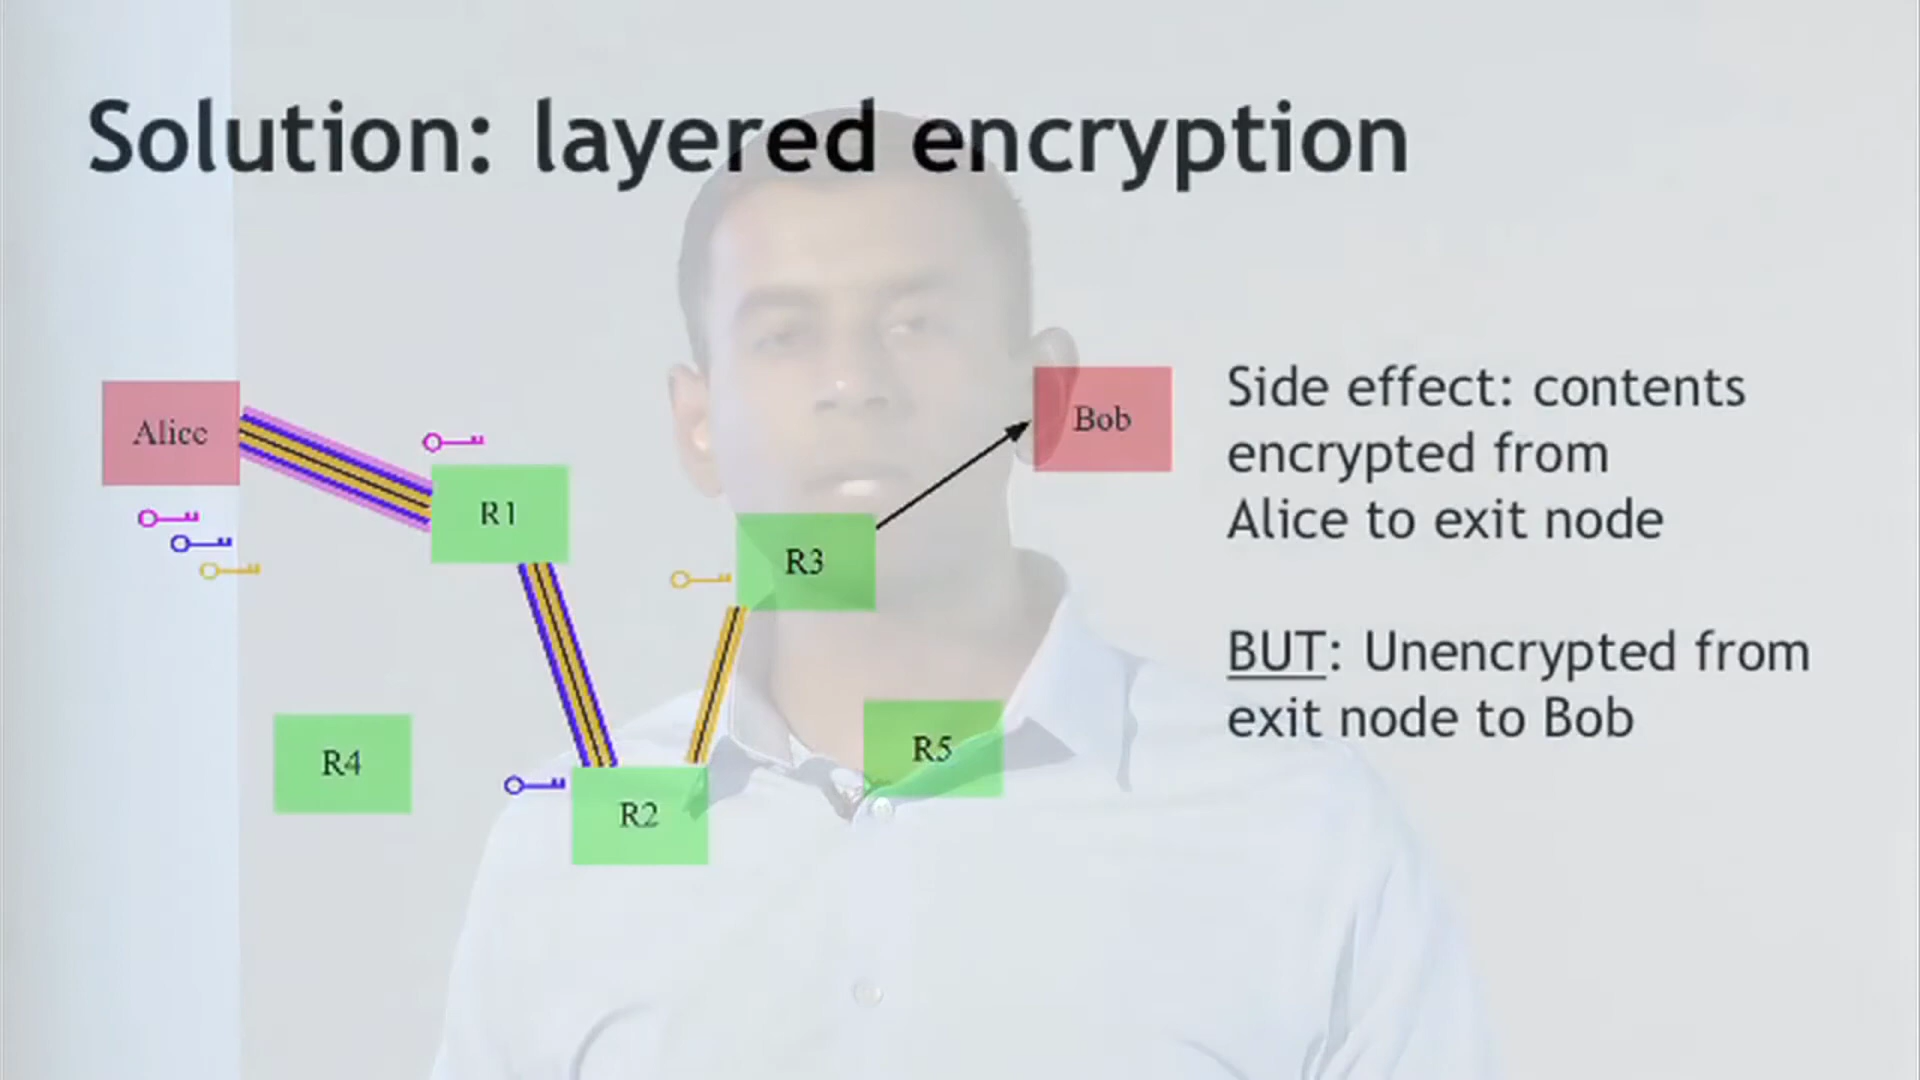 Solution: layered encryption
Alice
Bob
R1
R3
R4
R2
R5
Side effect: contents
encrypted from
Alice to exit node
BUT: Unencrypted from
exit node to Bob